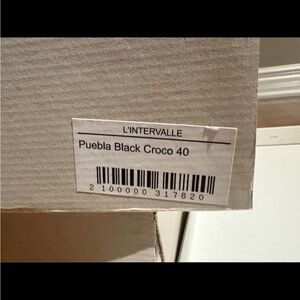 L'INTERVALLE
Puebla Black Croco 40
2 100000 317820